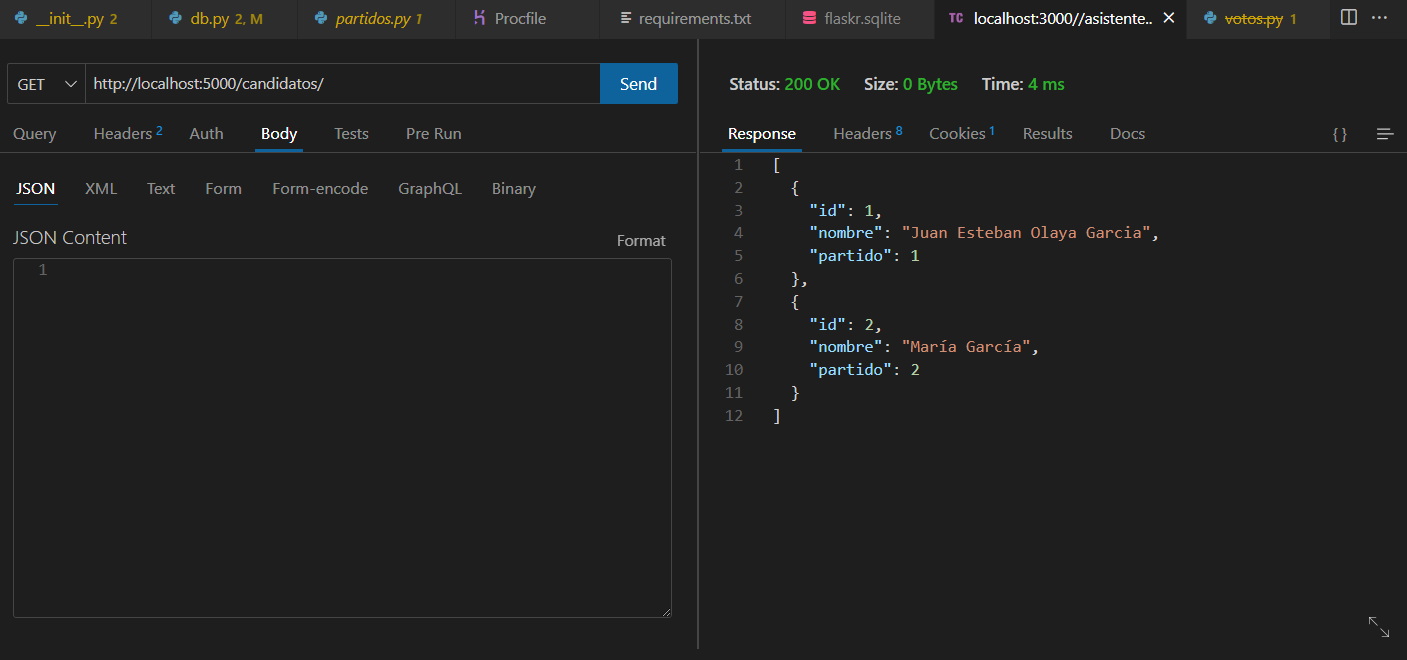 __init__.py 2
db.py 2, M
partidos.py 1
Procfile
requirements.txt
flaskr.sqlite
TC localhost:3000//asistente..
votos.py 1
GET
http://localhost:5000/candidatos/
Send
Query Headers 2 Auth Body Tests Pre Run
JSON XML Text Form Form-encode GraphQL Binary
JSON Content
Format
1
Status: 200 OK Size: 0 Bytes Time: 4 ms
Response Headers 8 Cookies 1 Results Docs { }
1 [
2 {
3 "id": 1,
4 "nombre": "Juan Esteban Olaya Garcia",
5 "partido": 1
6 },
7 {
8 "id": 2,
9 "nombre": "María García",
10 "partido": 2
11 }
12 ]